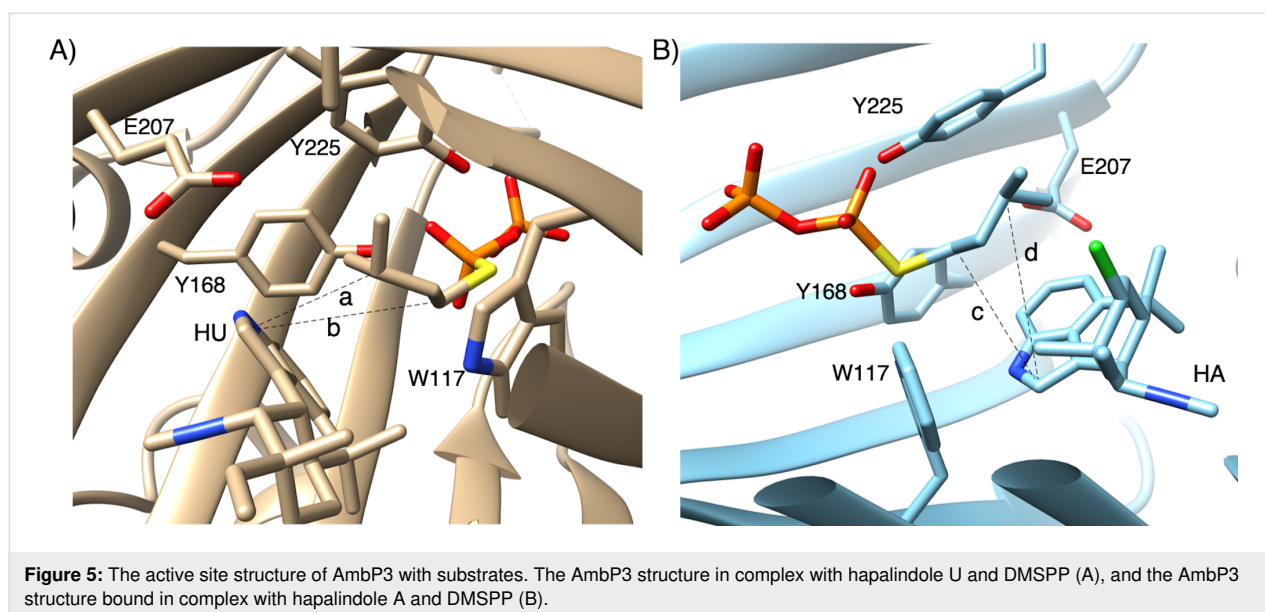 A)
E207
Y225
Y168
a
b
HU
W117
B)
Y225
E207
Y168
d
c
W117
HA
Figure 5: The active site structure of AmbP3 with substrates. The AmbP3 structure in complex with hapalindole U and DMSPP (A), and the AmbP3
structure bound in complex with hapalindole A and DMSPP (B).